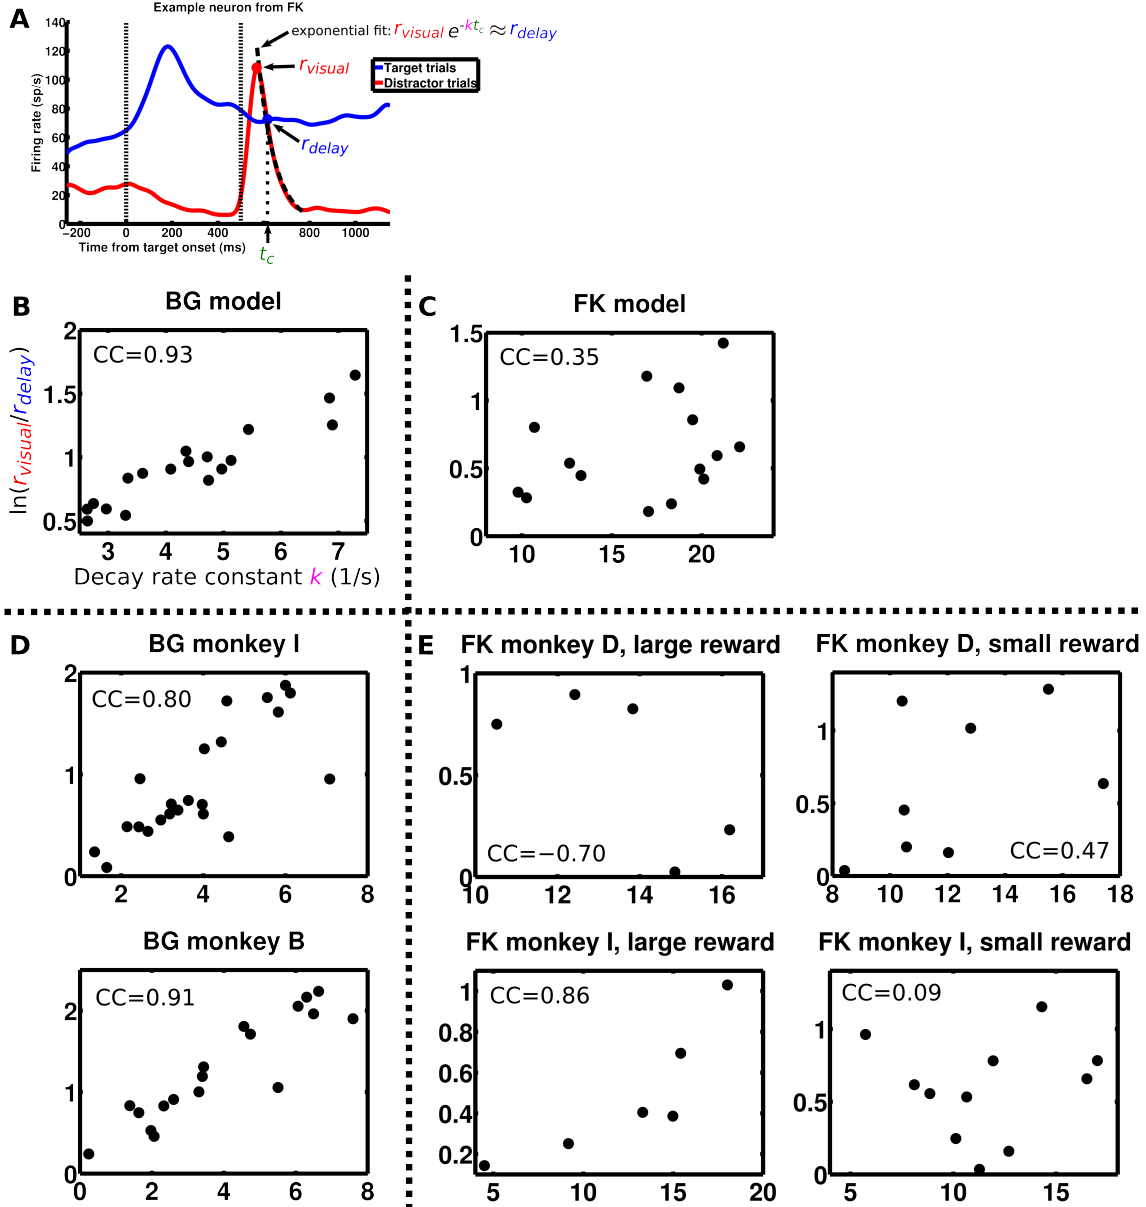 A
Example neuron from FK
exponential fit: r_visual e^-kt_c ≈ r_delay
r_visual
Target trials
Distractor trials
r_delay
Firing rate (sp/s)
140
120
100
80
60
40
20
0
−200 0 200 400 600 800 1000
Time from target onset (ms)
t_c
B
BG model
CC=0.93
ln(r_visual/r_delay)
2
1.5
1
0.5
3 4 5 6 7
Decay rate constant k (1/s)
C
FK model
CC=0.35
1.5
1
0.5
0
10 15 20
D
BG monkey I
CC=0.80
2
1
0
2 4 6 8
BG monkey B
CC=0.91
2
1
0
0 2 4 6 8
E
FK monkey D, large reward
CC=−0.70
1
0.5
0
10 12 14 16
FK monkey D, small reward
CC=0.47
1
0.5
0
8 10 12 14 16 18
FK monkey I, large reward
CC=0.86
1
0.8
0.6
0.4
0.2
5 10 15 20
FK monkey I, small reward
CC=0.09
1
0.5
0
5 10 15